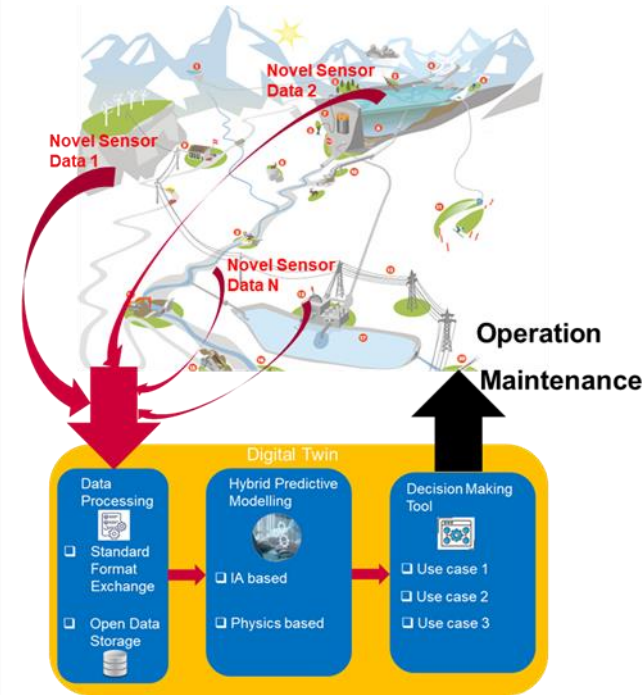 Novel Sensor
Data 2
Novel Sensor
Data 1
Novel Sensor
Data N
Operation
Maintenance
Digital Twin
Data
Processing
Standard
Format
Exchange
Open Data
Storage
Hybrid Predictive
Modelling
IA based
Physics based
Decision Making
Tool
Use case 1
Use case 2
Use case 3